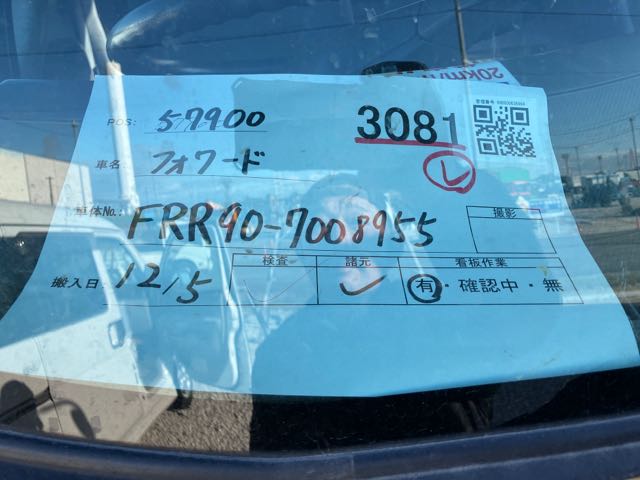 20km/
POS: 57900
3081
車名 フォワード
レ
車体No.: FRR90-7008955
撮影
搬入日: 12/5
検査 諸元 看板作業
✓ ✓ 有・確認中・無